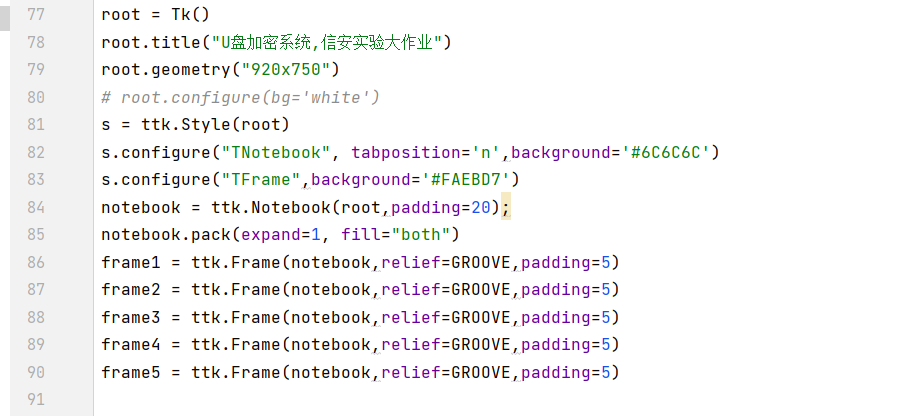 77 root = Tk()
78 root.title("U盘加密系统,信安实验大作业")
79 root.geometry("920x750")
80 # root.configure(bg='white')
81 s = ttk.Style(root)
82 s.configure("TNotebook", tabposition='n',background='#6C6C6C')
83 s.configure("TFrame",background='#FAEBD7')
84 notebook = ttk.Notebook(root,padding=20);
85 notebook.pack(expand=1, fill="both")
86 frame1 = ttk.Frame(notebook,relief=GROOVE,padding=5)
87 frame2 = ttk.Frame(notebook,relief=GROOVE,padding=5)
88 frame3 = ttk.Frame(notebook,relief=GROOVE,padding=5)
89 frame4 = ttk.Frame(notebook,relief=GROOVE,padding=5)
90 frame5 = ttk.Frame(notebook,relief=GROOVE,padding=5)
91